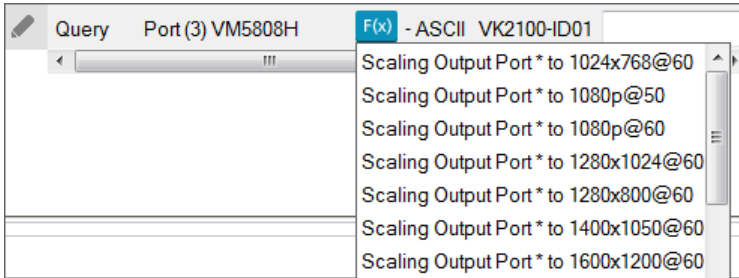 Query Port (3) VM5808H F(x) - ASCII VK2100-ID01
Scaling Output Port * to 1024x768@60
Scaling Output Port * to 1080p@50
Scaling Output Port * to 1080p@60
Scaling Output Port * to 1280x1024@60
Scaling Output Port * to 1280x800@60
Scaling Output Port * to 1400x1050@60
Scaling Output Port * to 1600x1200@60